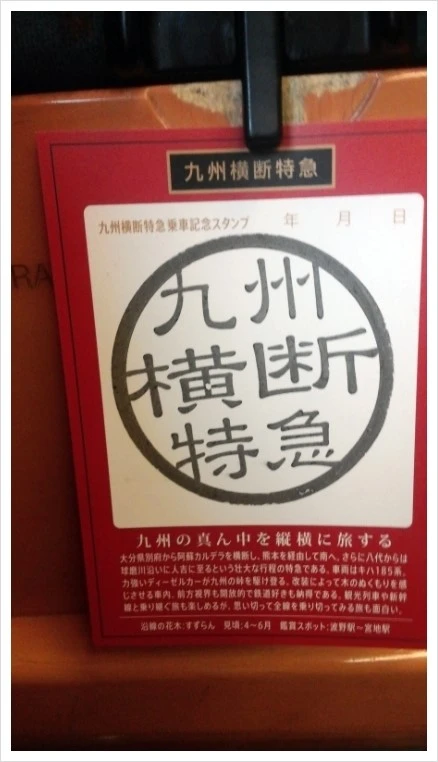 九州横断特急
九州横断特急乗車記念スタンプ 年 月 日
九州
横断
特急
九州の真ん中を縦横に旅する
大分県別府から阿蘇カルデラを横断し、熊本を経由して南へ。さらに八代からは
球磨川沿いに人吉に至るという壮大な行程の特急である。車両はキハ185系。
力強いディーゼルカーが九州の峠を駆け登る。改装によって木のぬくもりを感
じさせる車内。前方視界も開放的で鉄道好きも納得である。観光列車や新幹
線と乗り継ぐ旅も楽しめるが、思い切って全線を乗り切ってみる旅も面白い。
沿線の花木:すずらん 見頃:4～6月 鑑賞スポット:波野駅～宮地駅
RA